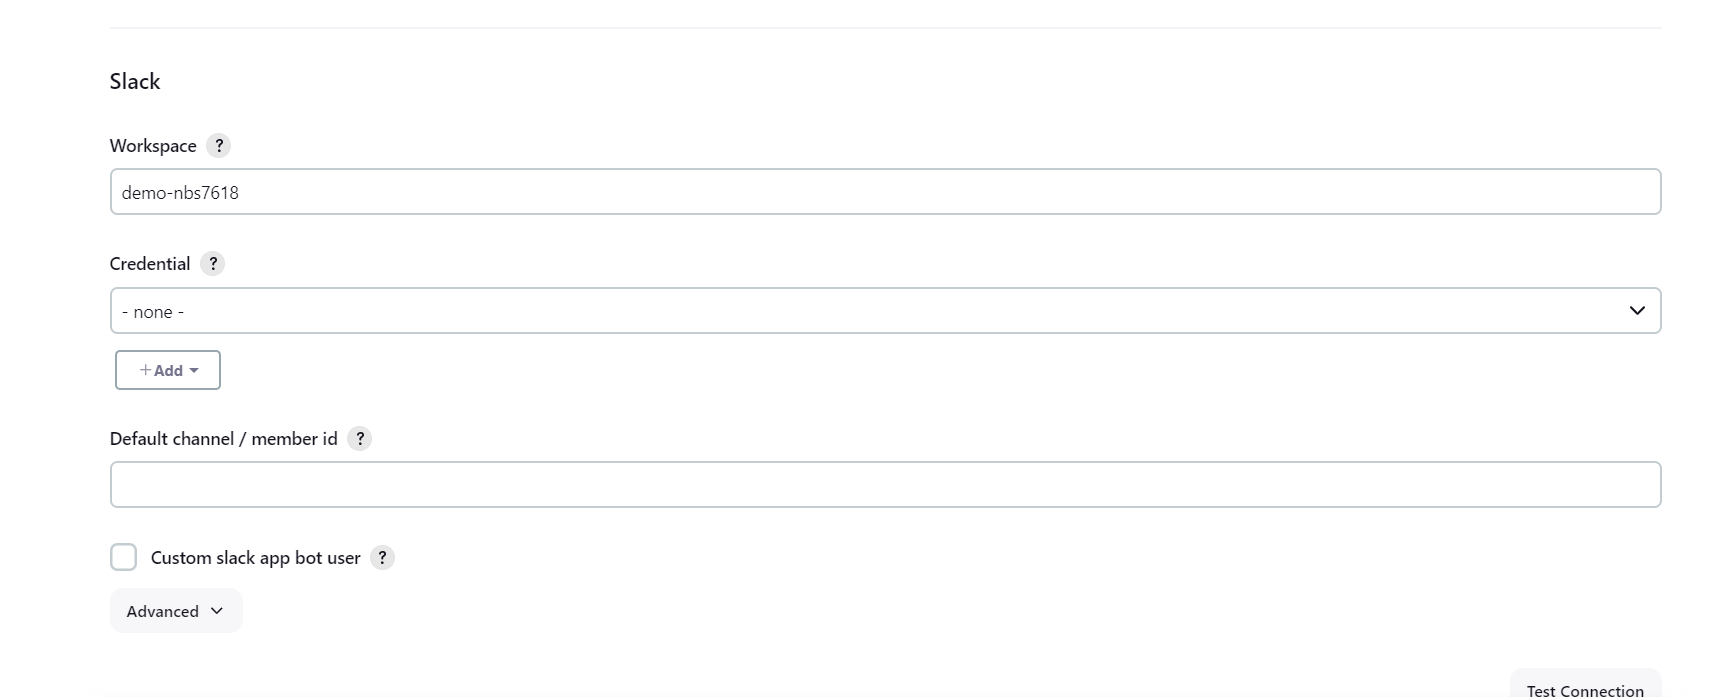 Slack
Workspace ?
demo-nbs7618
Credential ?
- none -
+Add
Default channel / member id ?
Custom slack app bot user ?
Advanced
Test Connection